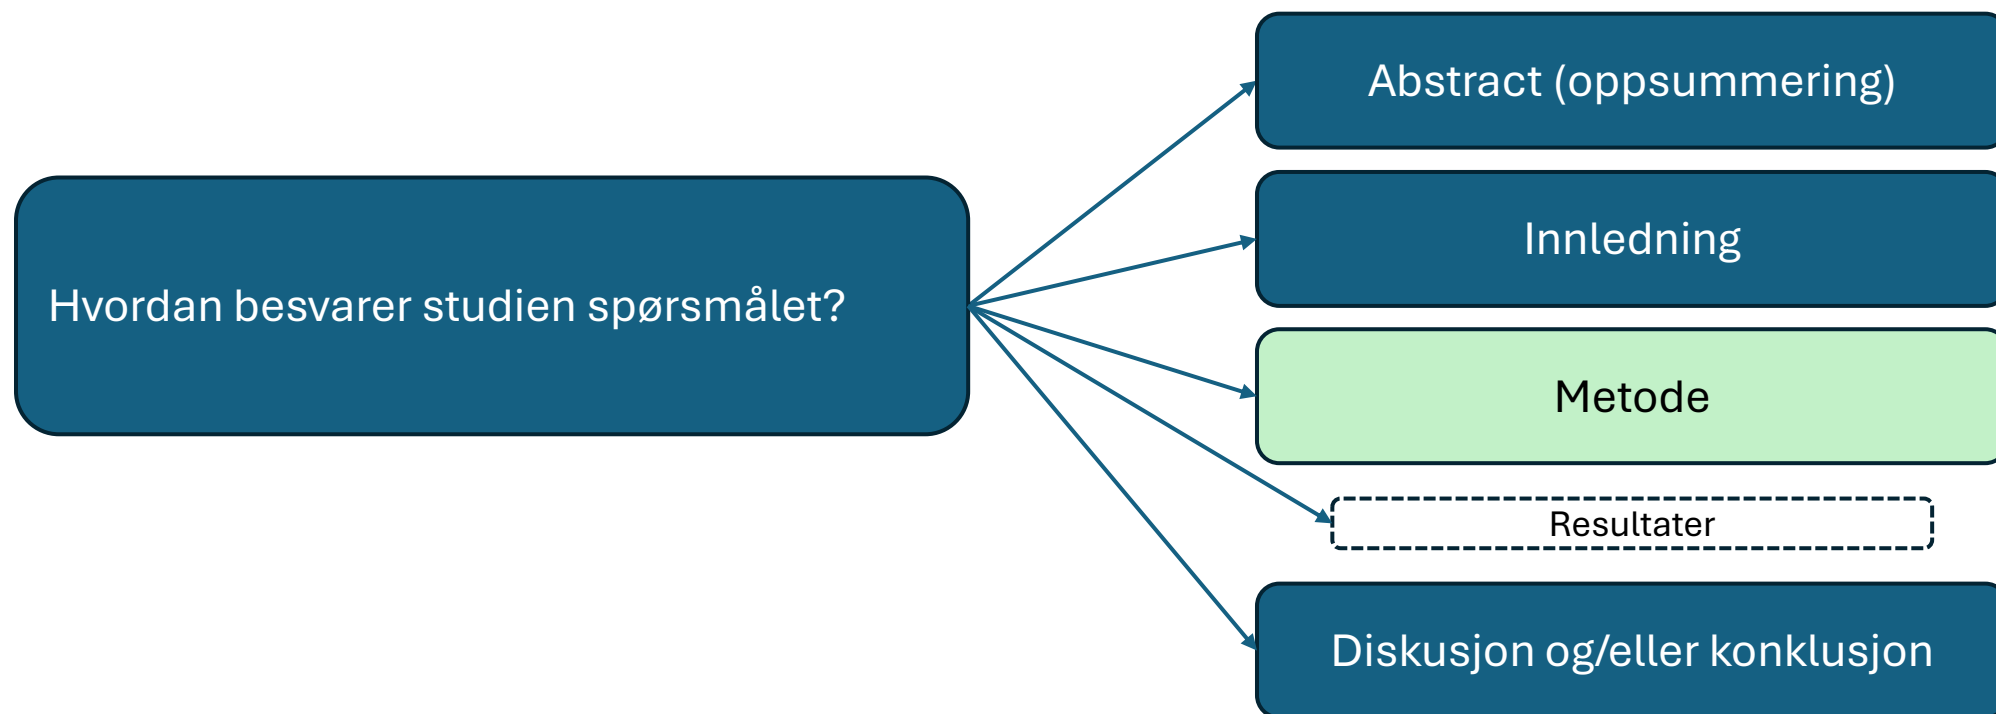 Hvordan besvarer studien spørsmålet?
Abstract (oppsummering)
Innledning
Metode
Resultater
Diskusjon og/eller konklusjon